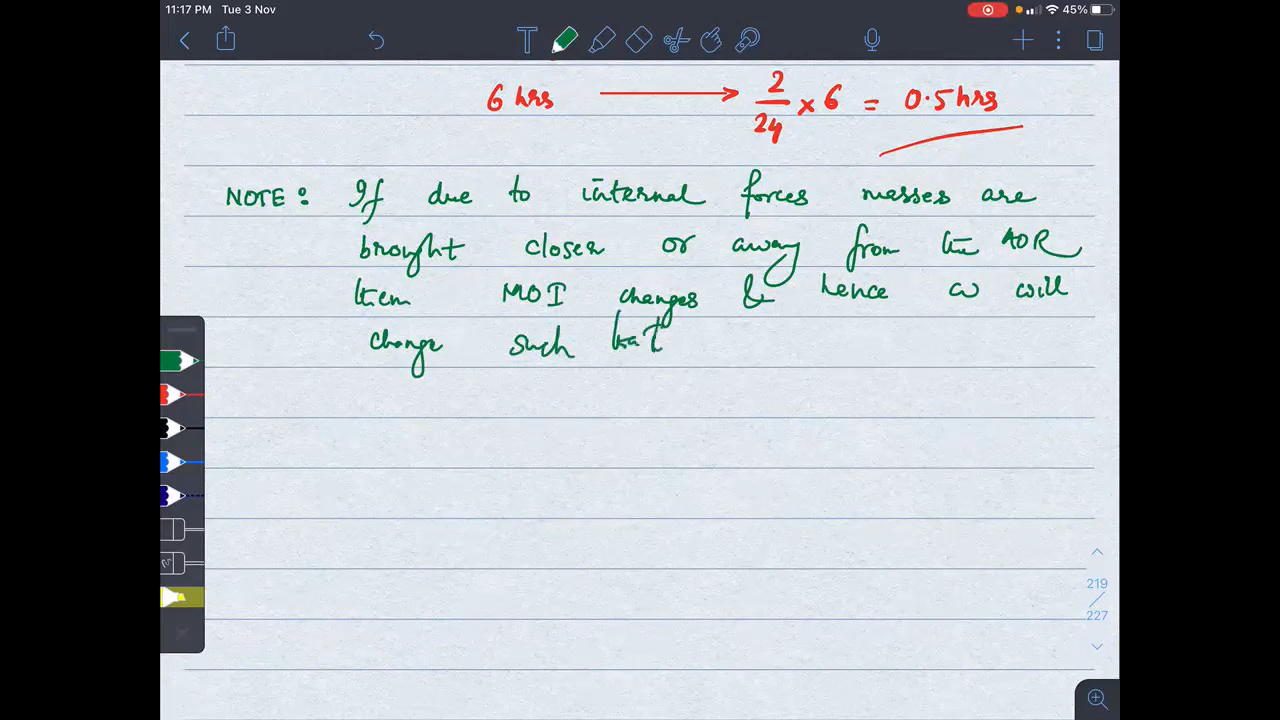 11:17 PM Tue 3 Nov 45%
6 hrs → 2/24 × 6 = 0.5 hrs
NOTE: If due to internal forces masses are
brought closer or away from the AOR
then MOI changes & hence ω will
change such that
219
227